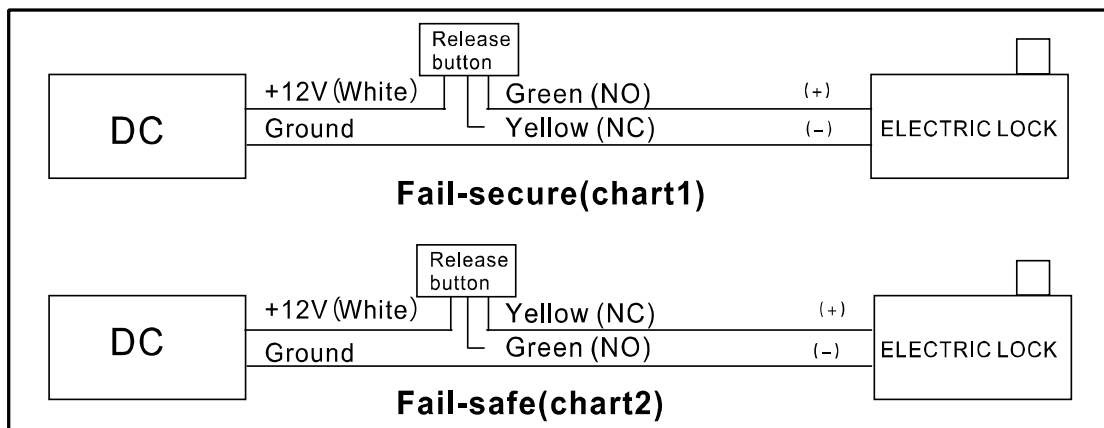 Release
button
+12V (White)
Green (NO)
(+)
DC
Ground
Yellow (NC)
(-)
ELECTRIC LOCK
Fail-secure(chart1)
Release
button
+12V (White)
Yellow (NC)
(+)
DC
Ground
Green (NO)
(-)
ELECTRIC LOCK
Fail-safe(chart2)